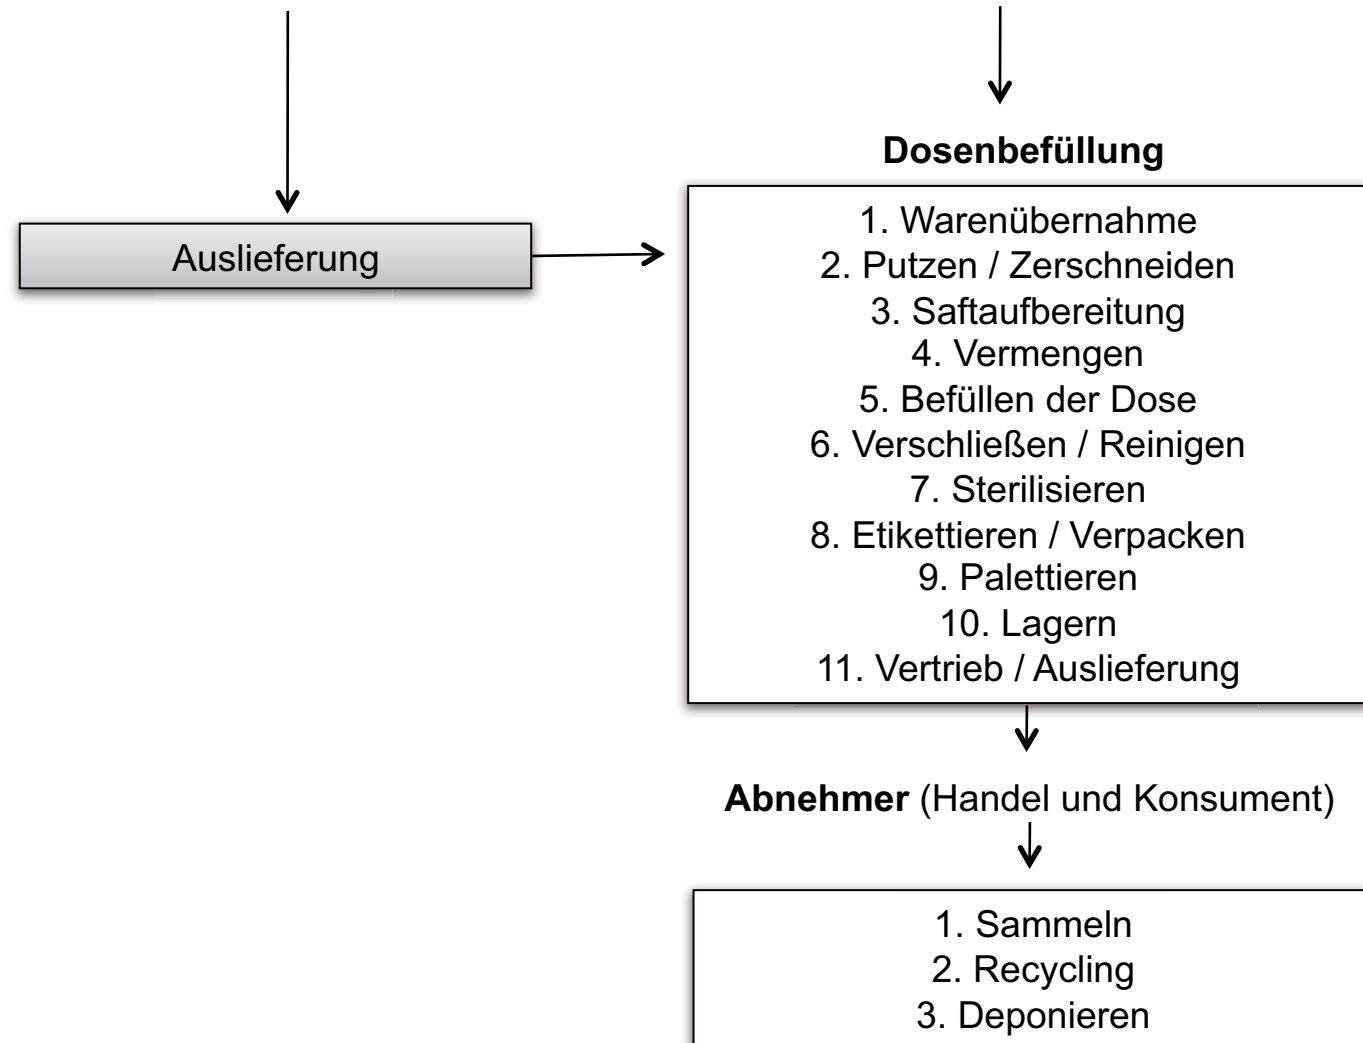 Dosenbefüllung
Auslieferung
1. Warenübernahme
2. Putzen / Zerschneiden
3. Saftaufbereitung
4. Vermengen
5. Befüllen der Dose
6. Verschließen / Reinigen
7. Sterilisieren
8. Etikettieren / Verpacken
9. Palettieren
10. Lagern
11. Vertrieb / Auslieferung
Abnehmer (Handel und Konsument)
1. Sammeln
2. Recycling
3. Deponieren